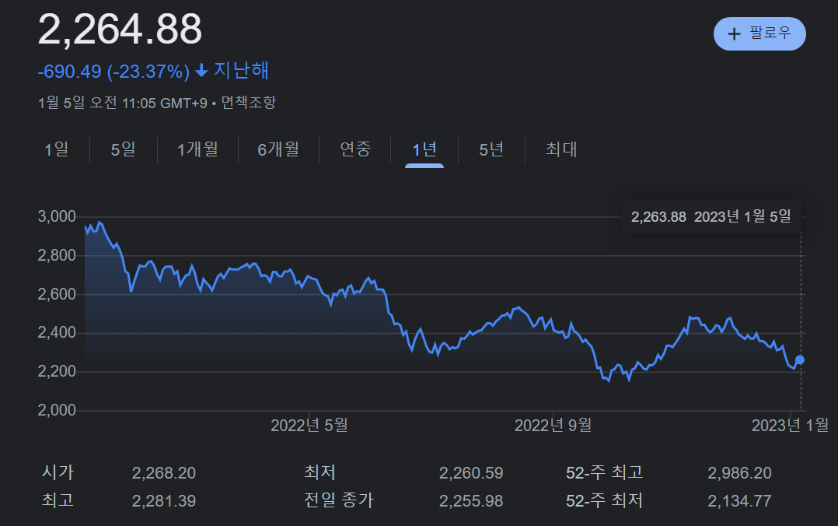 2,264.88
+ 팔로우
-690.49 (-23.37%) ↓ 지난해
1월 5일 오전 11:05 GMT+9 • 면책조항
1일 5일 1개월 6개월 연중 1년 5년 최대
2,263.88 2023년 1월 5일
3,000
2,800
2,600
2,400
2,200
2,000
2022년 5월 2022년 9월 2023년 1월
시가 2,268.20 최저 2,260.59 52-주 최고 2,986.20
최고 2,281.39 전일 종가 2,255.98 52-주 최저 2,134.77